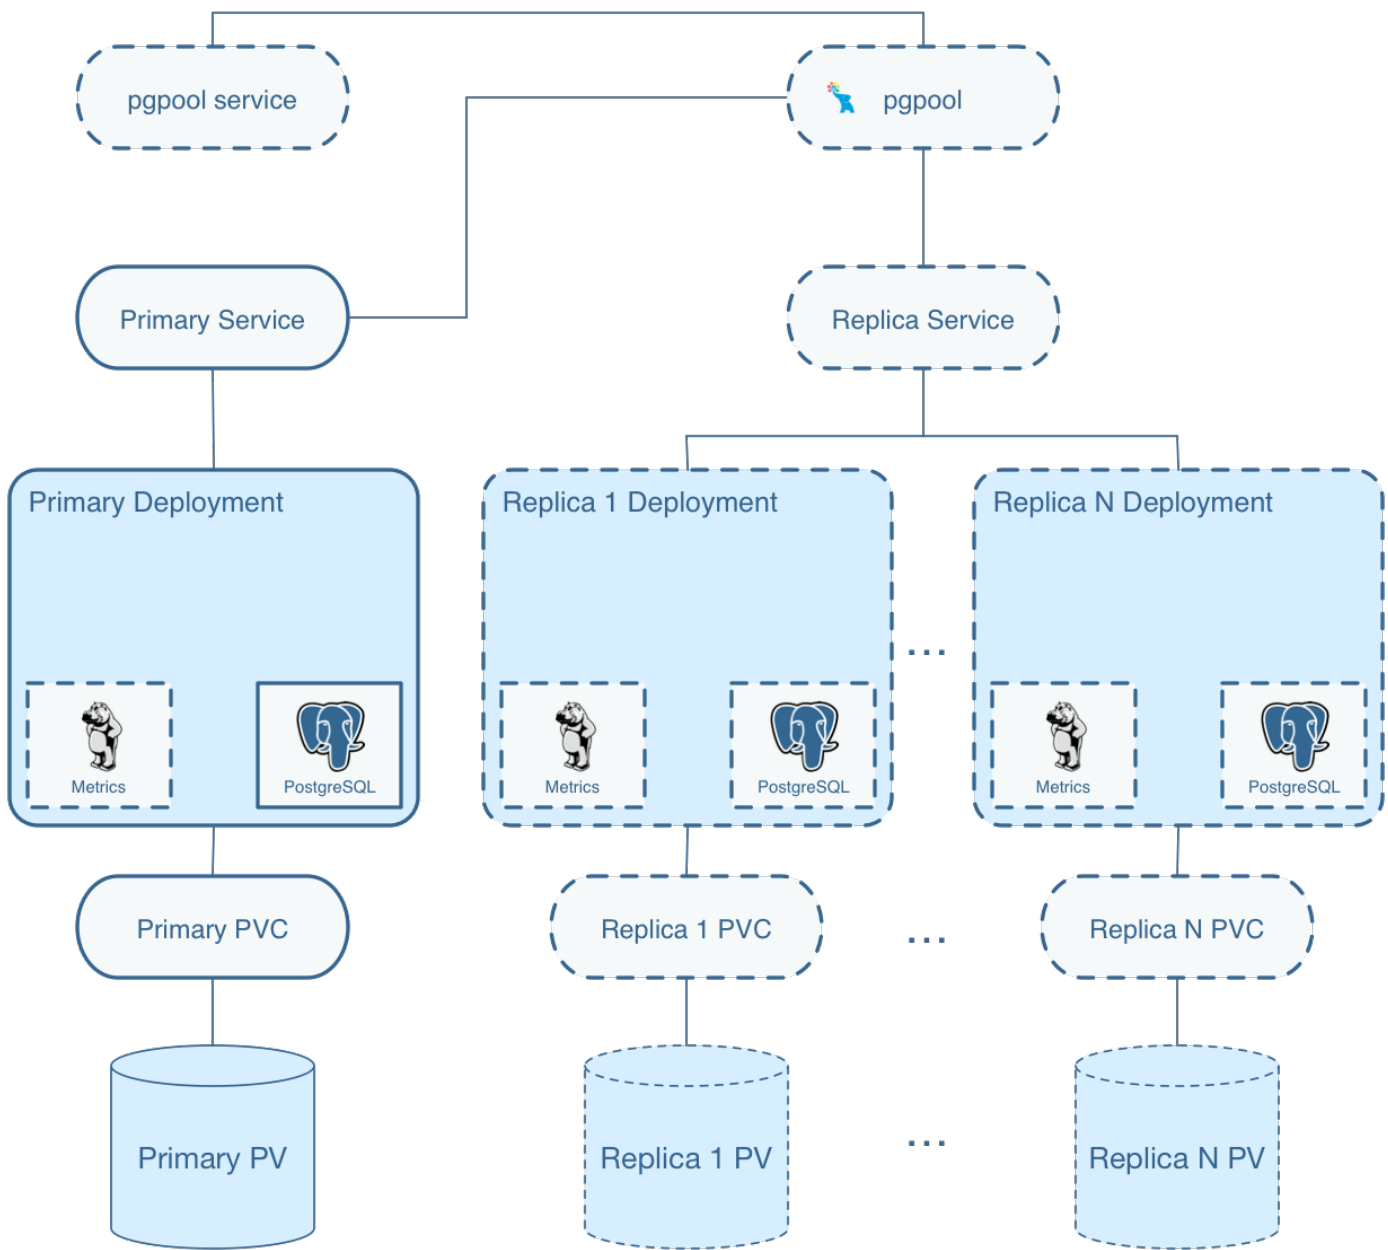 pgpool service
pgpool
Primary Service
Replica Service
Primary Deployment
Replica 1 Deployment
Replica N Deployment
...
Metrics
PostgreSQL
Metrics
PostgreSQL
Metrics
PostgreSQL
Primary PVC
Replica 1 PVC
...
Replica N PVC
Primary PV
Replica 1 PV
...
Replica N PV